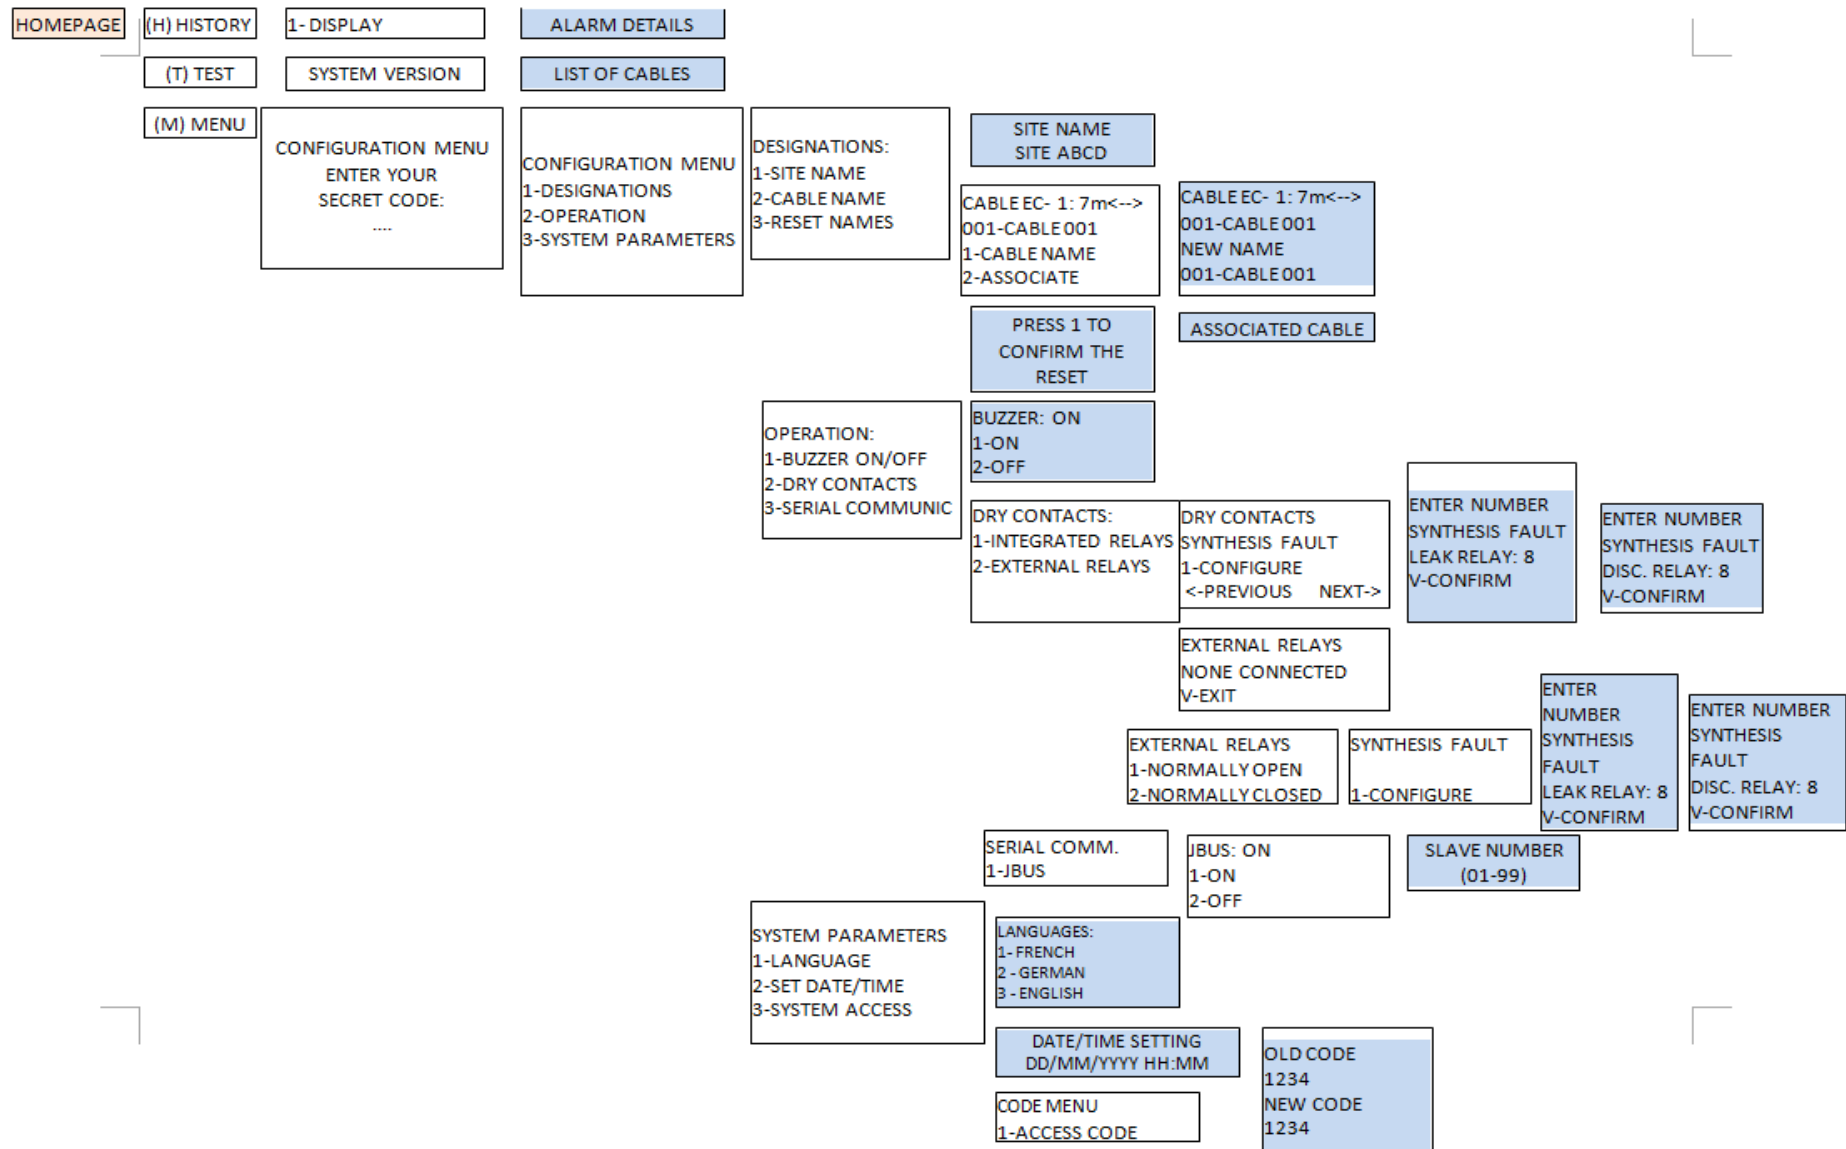 HOMEPAGE
(H) HISTORY
1- DISPLAY
ALARM DETAILS
(T) TEST
SYSTEM VERSION
LIST OF CABLES
(M) MENU
CONFIGURATION MENU
ENTER YOUR
SECRET CODE:
....
CONFIGURATION MENU
1-DESIGNATIONS
2-OPERATION
3-SYSTEM PARAMETERS
DESIGNATIONS:
1-SITE NAME
2-CABLE NAME
3-RESET NAMES
SITE NAME
SITE ABCD
CABLE EC- 1: 7m<-->
001-CABLE 001
1-CABLE NAME
2-ASSOCIATE
CABLE EC- 1: 7m<-->
001-CABLE 001
NEW NAME
001-CABLE 001
PRESS 1 TO
CONFIRM THE
RESET
ASSOCIATED CABLE
OPERATION:
1-BUZZER ON/OFF
2-DRY CONTACTS
3-SERIAL COMMUNIC
BUZZER: ON
1-ON
2-OFF
DRY CONTACTS:
1-INTEGRATED RELAYS
2-EXTERNAL RELAYS
DRY CONTACTS
SYNTHESIS FAULT
1-CONFIGURE
<-PREVIOUS NEXT->
ENTER NUMBER
SYNTHESIS FAULT
LEAK RELAY: 8
V-CONFIRM
ENTER NUMBER
SYNTHESIS FAULT
DISC. RELAY: 8
V-CONFIRM
EXTERNAL RELAYS
NONE CONNECTED
V-EXIT
EXTERNAL RELAYS
1-NORMALLY OPEN
2-NORMALLY CLOSED
SYNTHESIS FAULT
1-CONFIGURE
ENTER
NUMBER
SYNTHESIS
FAULT
LEAK RELAY: 8
V-CONFIRM
ENTER NUMBER
SYNTHESIS
FAULT
DISC. RELAY: 8
V-CONFIRM
SERIAL COMM.
1-JBUS
JBUS: ON
1-ON
2-OFF
SLAVE NUMBER
(01-99)
SYSTEM PARAMETERS
1-LANGUAGE
2-SET DATE/TIME
3-SYSTEM ACCESS
LANGUAGES:
1- FRENCH
2 - GERMAN
3 - ENGLISH
DATE/TIME SETTING
DD/MM/YYYY HH:MM
CODE MENU
1-ACCESS CODE
OLD CODE
1234
NEW CODE
1234